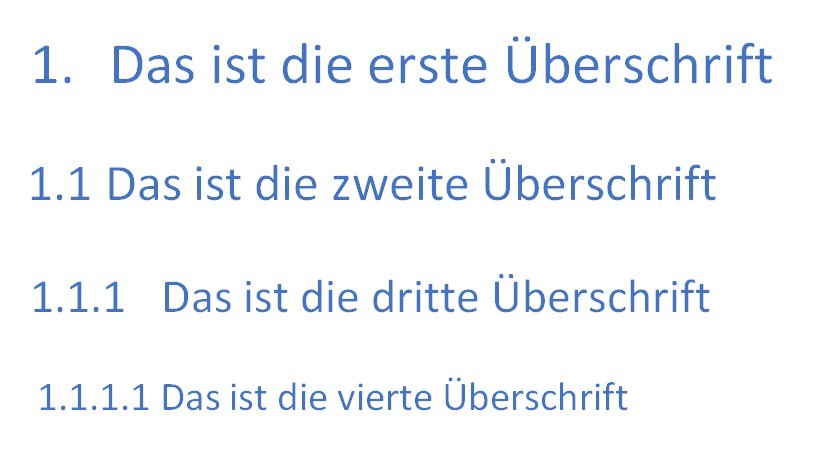 1. Das ist die erste Überschrift
1.1 Das ist die zweite Überschrift
1.1.1 Das ist die dritte Überschrift
1.1.1.1 Das ist die vierte Überschrift